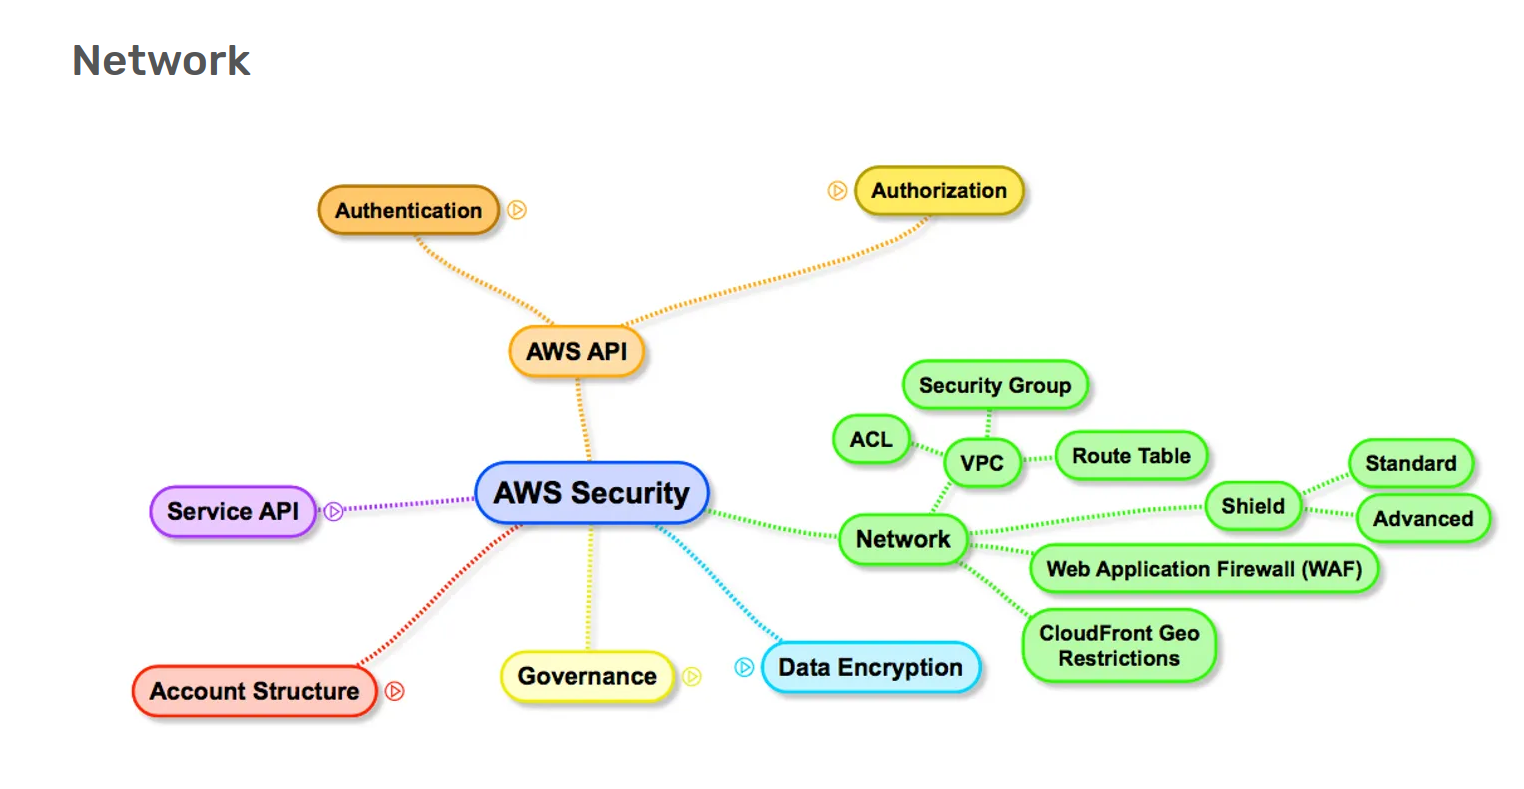 Network
Authentication
Authorization
AWS API
Security Group
ACL
VPC
Route Table
Standard
AWS Security
Service API
Shield
Advanced
Network
Web Application Firewall (WAF)
CloudFront Geo
Restrictions
Account Structure
Governance
Data Encryption